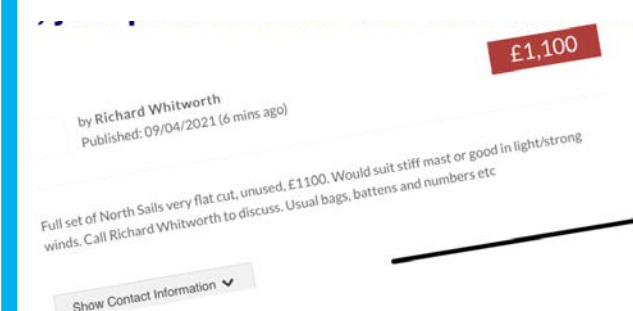 £1,100
by Richard Whitworth
Published: 09/04/2021 (6 mins ago)
Full set of North Sails very flat cut, unused, £1100. Would suit stiff mast or good in light/strong
winds. Call Richard Whitworth to discuss. Usual bags, battens and numbers etc
Show Contact Information